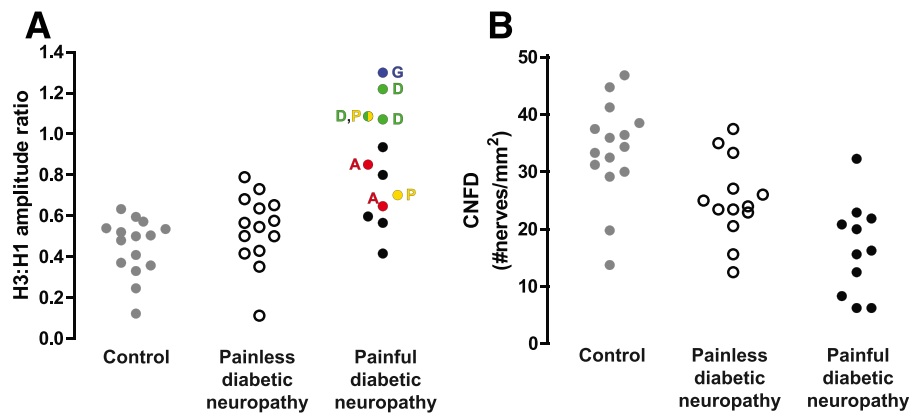 A
H3:H1 amplitude ratio
1.4
1.2
1.0
0.8
0.6
0.4
0.2
0.0
G
D
D,P
D
A
P
A
Control
Painless
diabetic
neuropathy
Painful
diabetic
neuropathy
B
CNFD
(#nerves/mm²)
50
40
30
20
10
0
Control
Painless
diabetic
neuropathy
Painful
diabetic
neuropathy